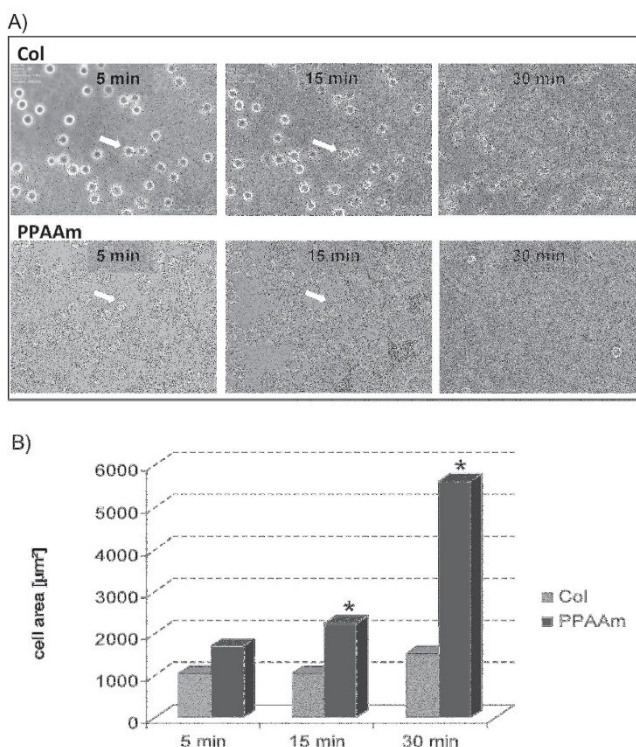 A)
Col
5 min 15 min 30 min
PPAAm
5 min 15 min 30 min
B)
cell area [µm²]
6000
5000
4000
3000
2000
1000
0
* *
5 min 15 min 30 min
Col
PPAAm